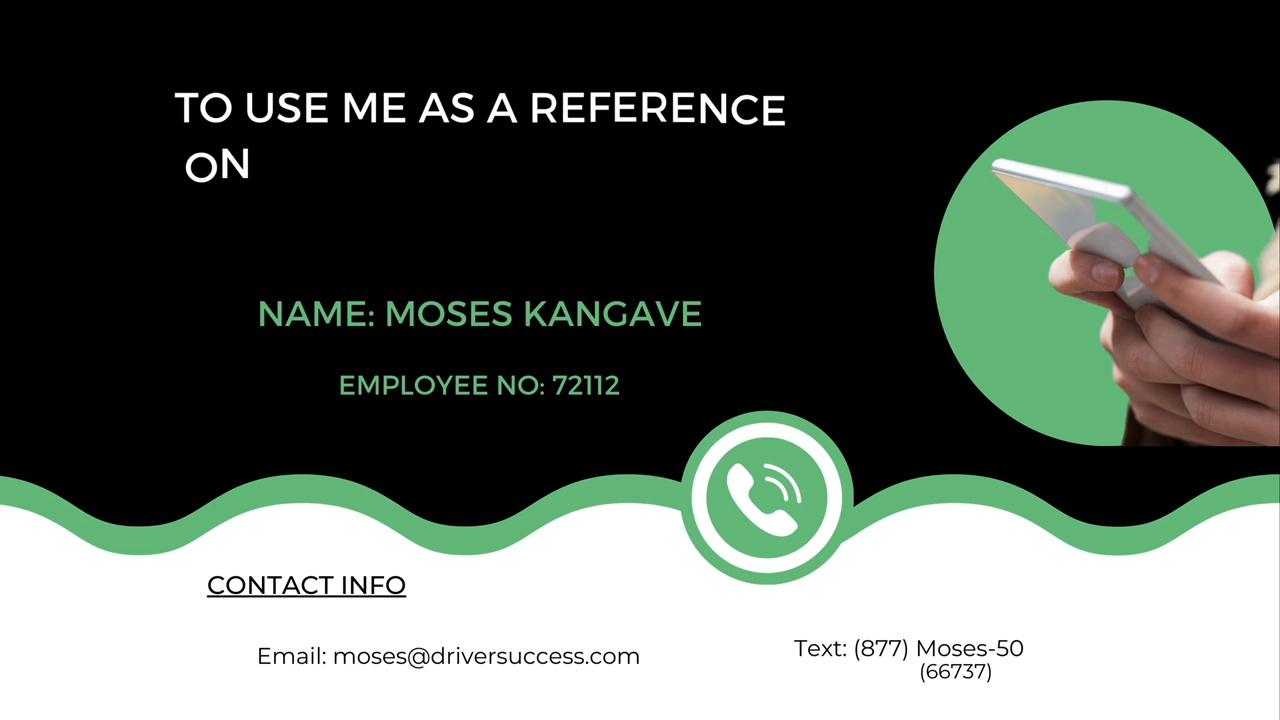 TO USE ME AS A REFERENCE
ON
NAME: MOSES KANGAVE
EMPLOYEE NO: 72112
CONTACT INFO
Email: moses@driversuccess.com
Text: (877) Moses-50
(66737)